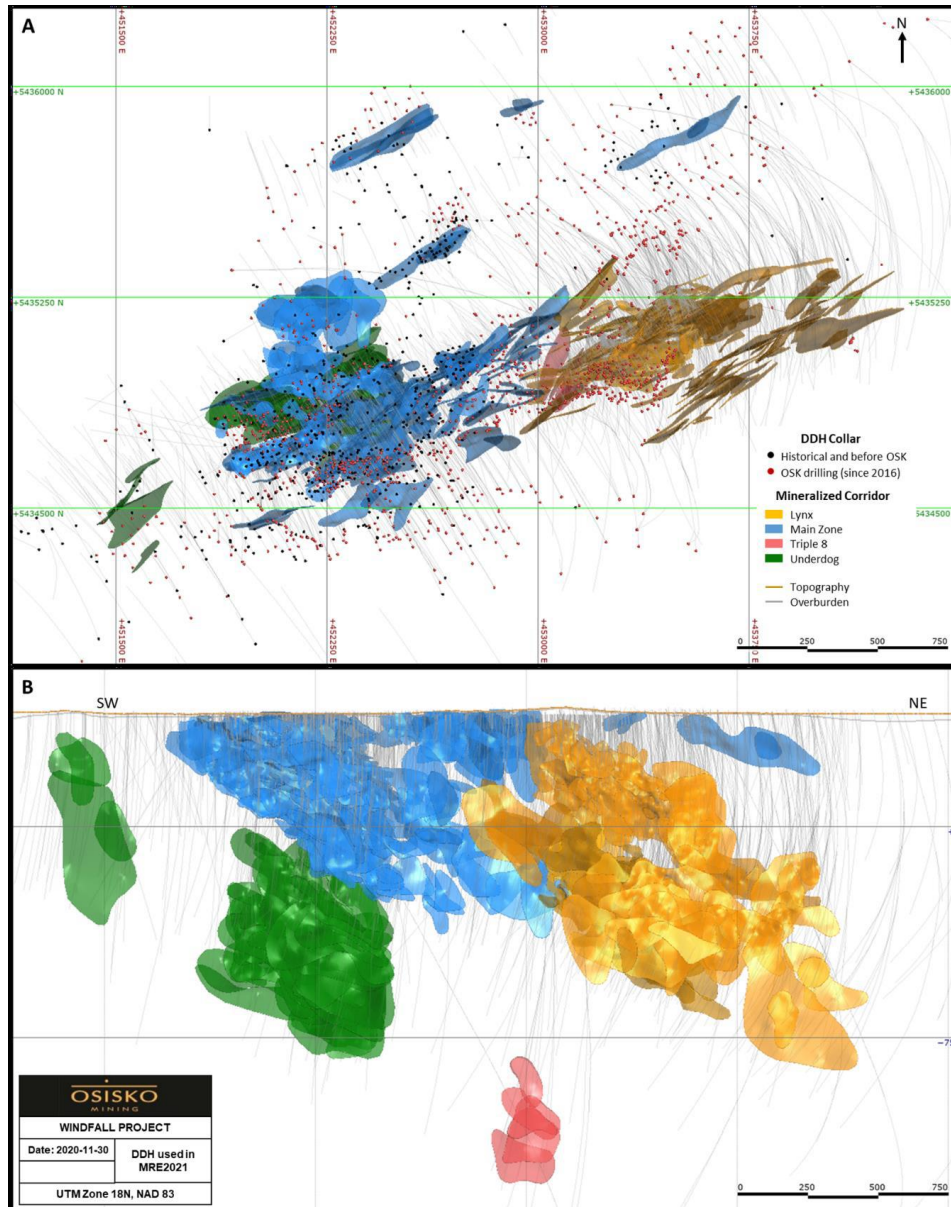 A
+451500 E
+452250 E
+453000 E
+453750 E
N
+5436000 N
+5436000 N
+5435250 N
+5435250 N
DDH Collar
Historical and before OSK
OSK drilling (since 2016)
Mineralized Corridor
+5434500 N
5434500 N
Lynx
Main Zone
Triple 8
Underdog
Topography
Overburden
+451500 E
+452250 E
+453000 E
0 250 500 750
B
SW
NE
OSISKO
MINING
WINDFALL PROJECT
Date: 2020-11-30
DDH used in
MRE2021
UTM Zone 18N, NAD 83
0 250 500 750